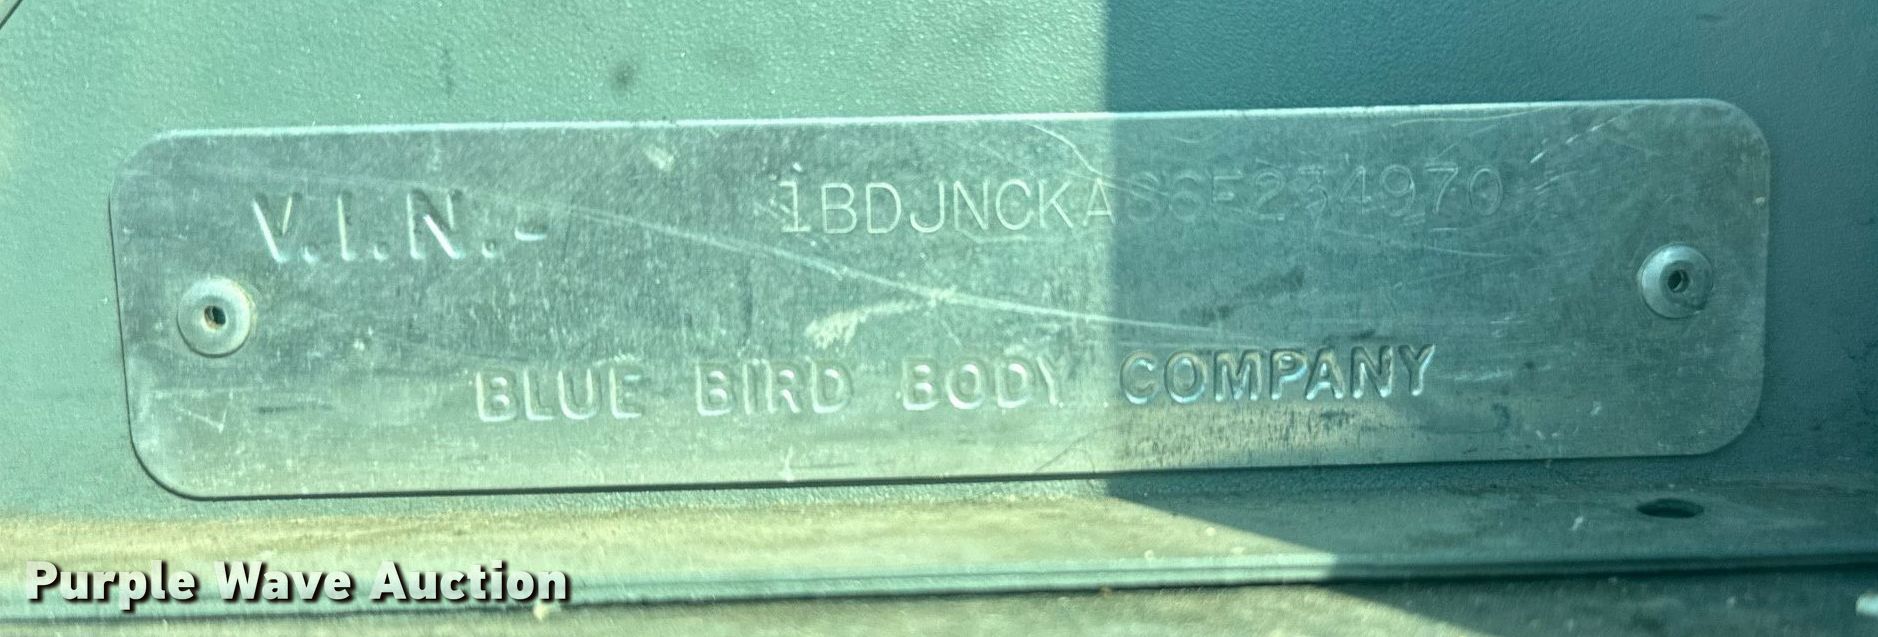 V.I.N.- 1BDJNCKA86F234970
BLUE BIRD BODY COMPANY
Purple Wave Auction